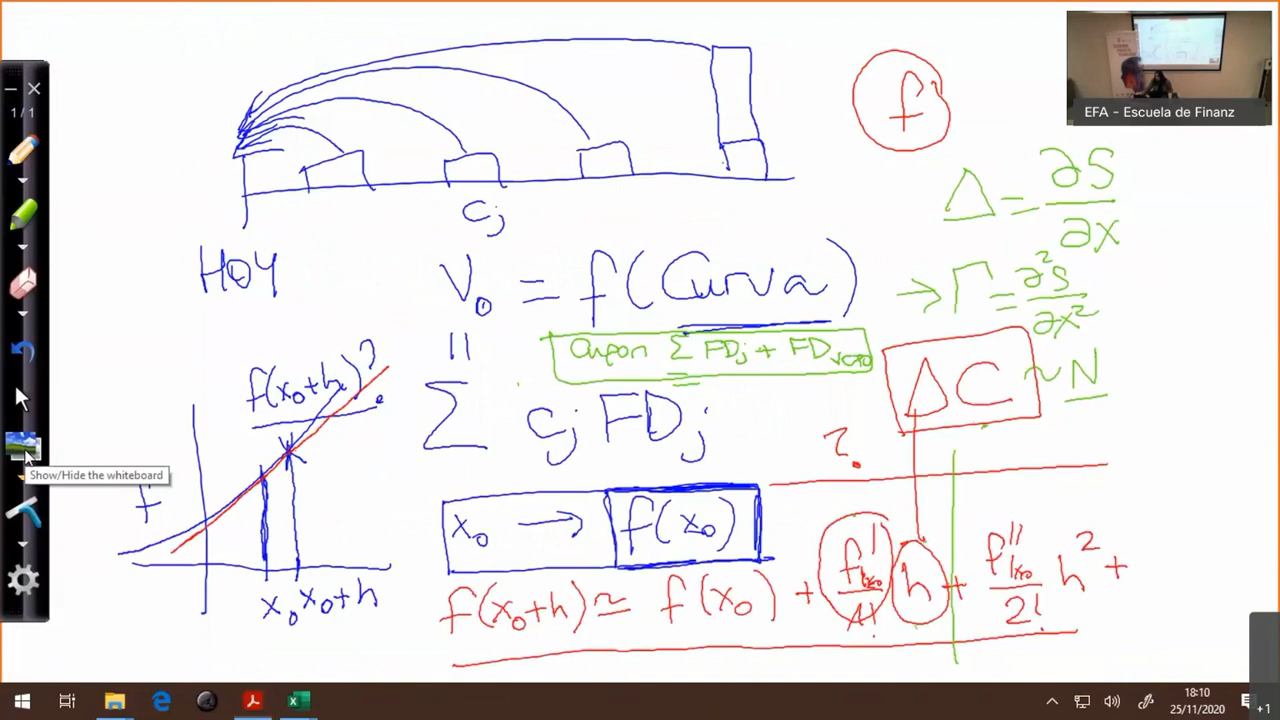 EFA - Escuela de Finanz
1/1
f'
cj
Δ = ∂S/∂x
HOY
V₀ = f(Curva)
→ Γ = ∂²S/∂x²
||
Cupon Σ FDj + FDvcto
ΔC ~ N
f(x₀+h)?
Σ cj FDj
?
Show/Hide the whiteboard
f
x₀ → f(x₀)
x₀ x₀+h
f(x₀+h) ≃ f(x₀) + f'|x₀/1! h + f''|x₀/2! h² +
18:10
25/11/2020
+1